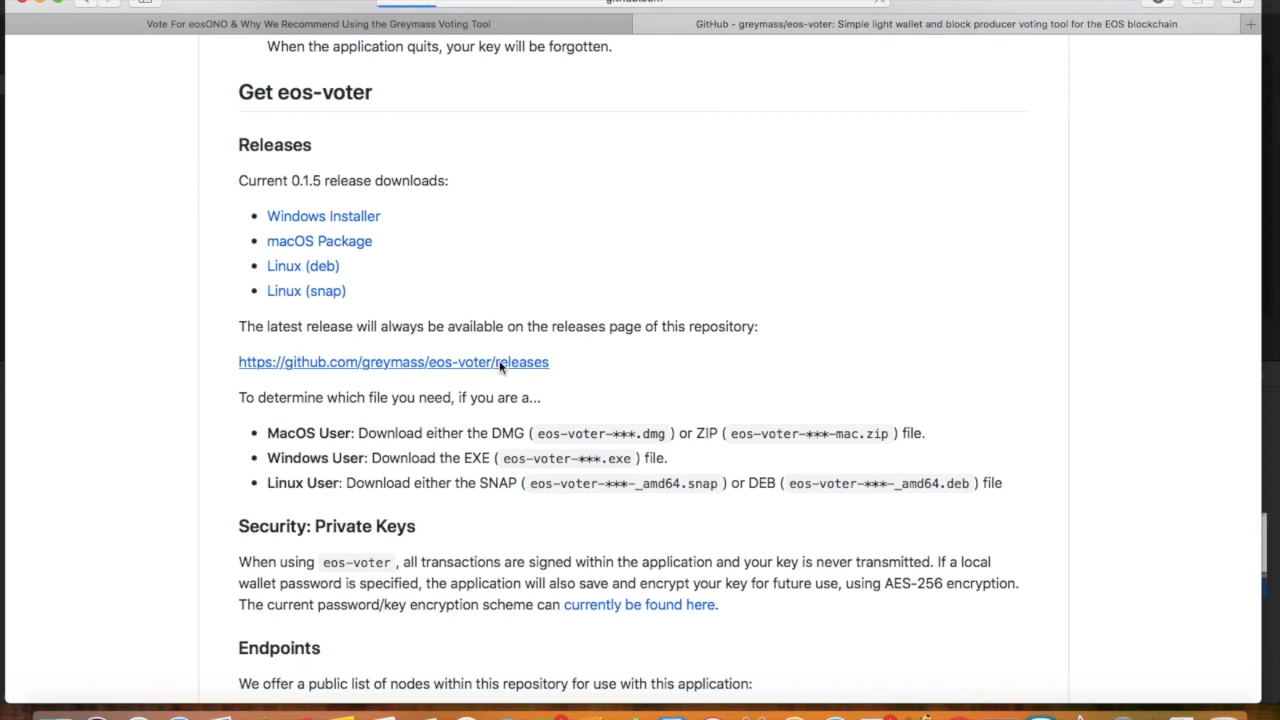 Vote For eosONO & Why We Recommend Using the Greymass Voting Tool
GitHub - greymass/eos-voter: Simple light wallet and block producer voting tool for the EOS blockchain
When the application quits, your key will be forgotten.
Get eos-voter
Releases
Current 0.1.5 release downloads:
• Windows Installer
• macOS Package
• Linux (deb)
• Linux (snap)
The latest release will always be available on the releases page of this repository:
https://github.com/greymass/eos-voter/releases
To determine which file you need, if you are a...
• MacOS User: Download either the DMG ( eos-voter-***.dmg ) or ZIP ( eos-voter-***-mac.zip ) file.
• Windows User: Download the EXE ( eos-voter-***.exe ) file.
• Linux User: Download either the SNAP ( eos-voter-***-_amd64.snap ) or DEB ( eos-voter-***-_amd64.deb ) file
Security: Private Keys
When using eos-voter , all transactions are signed within the application and your key is never transmitted. If a local
wallet password is specified, the application will also save and encrypt your key for future use, using AES-256 encryption.
The current password/key encryption scheme can currently be found here.
Endpoints
We offer a public list of nodes within this repository for use with this application: